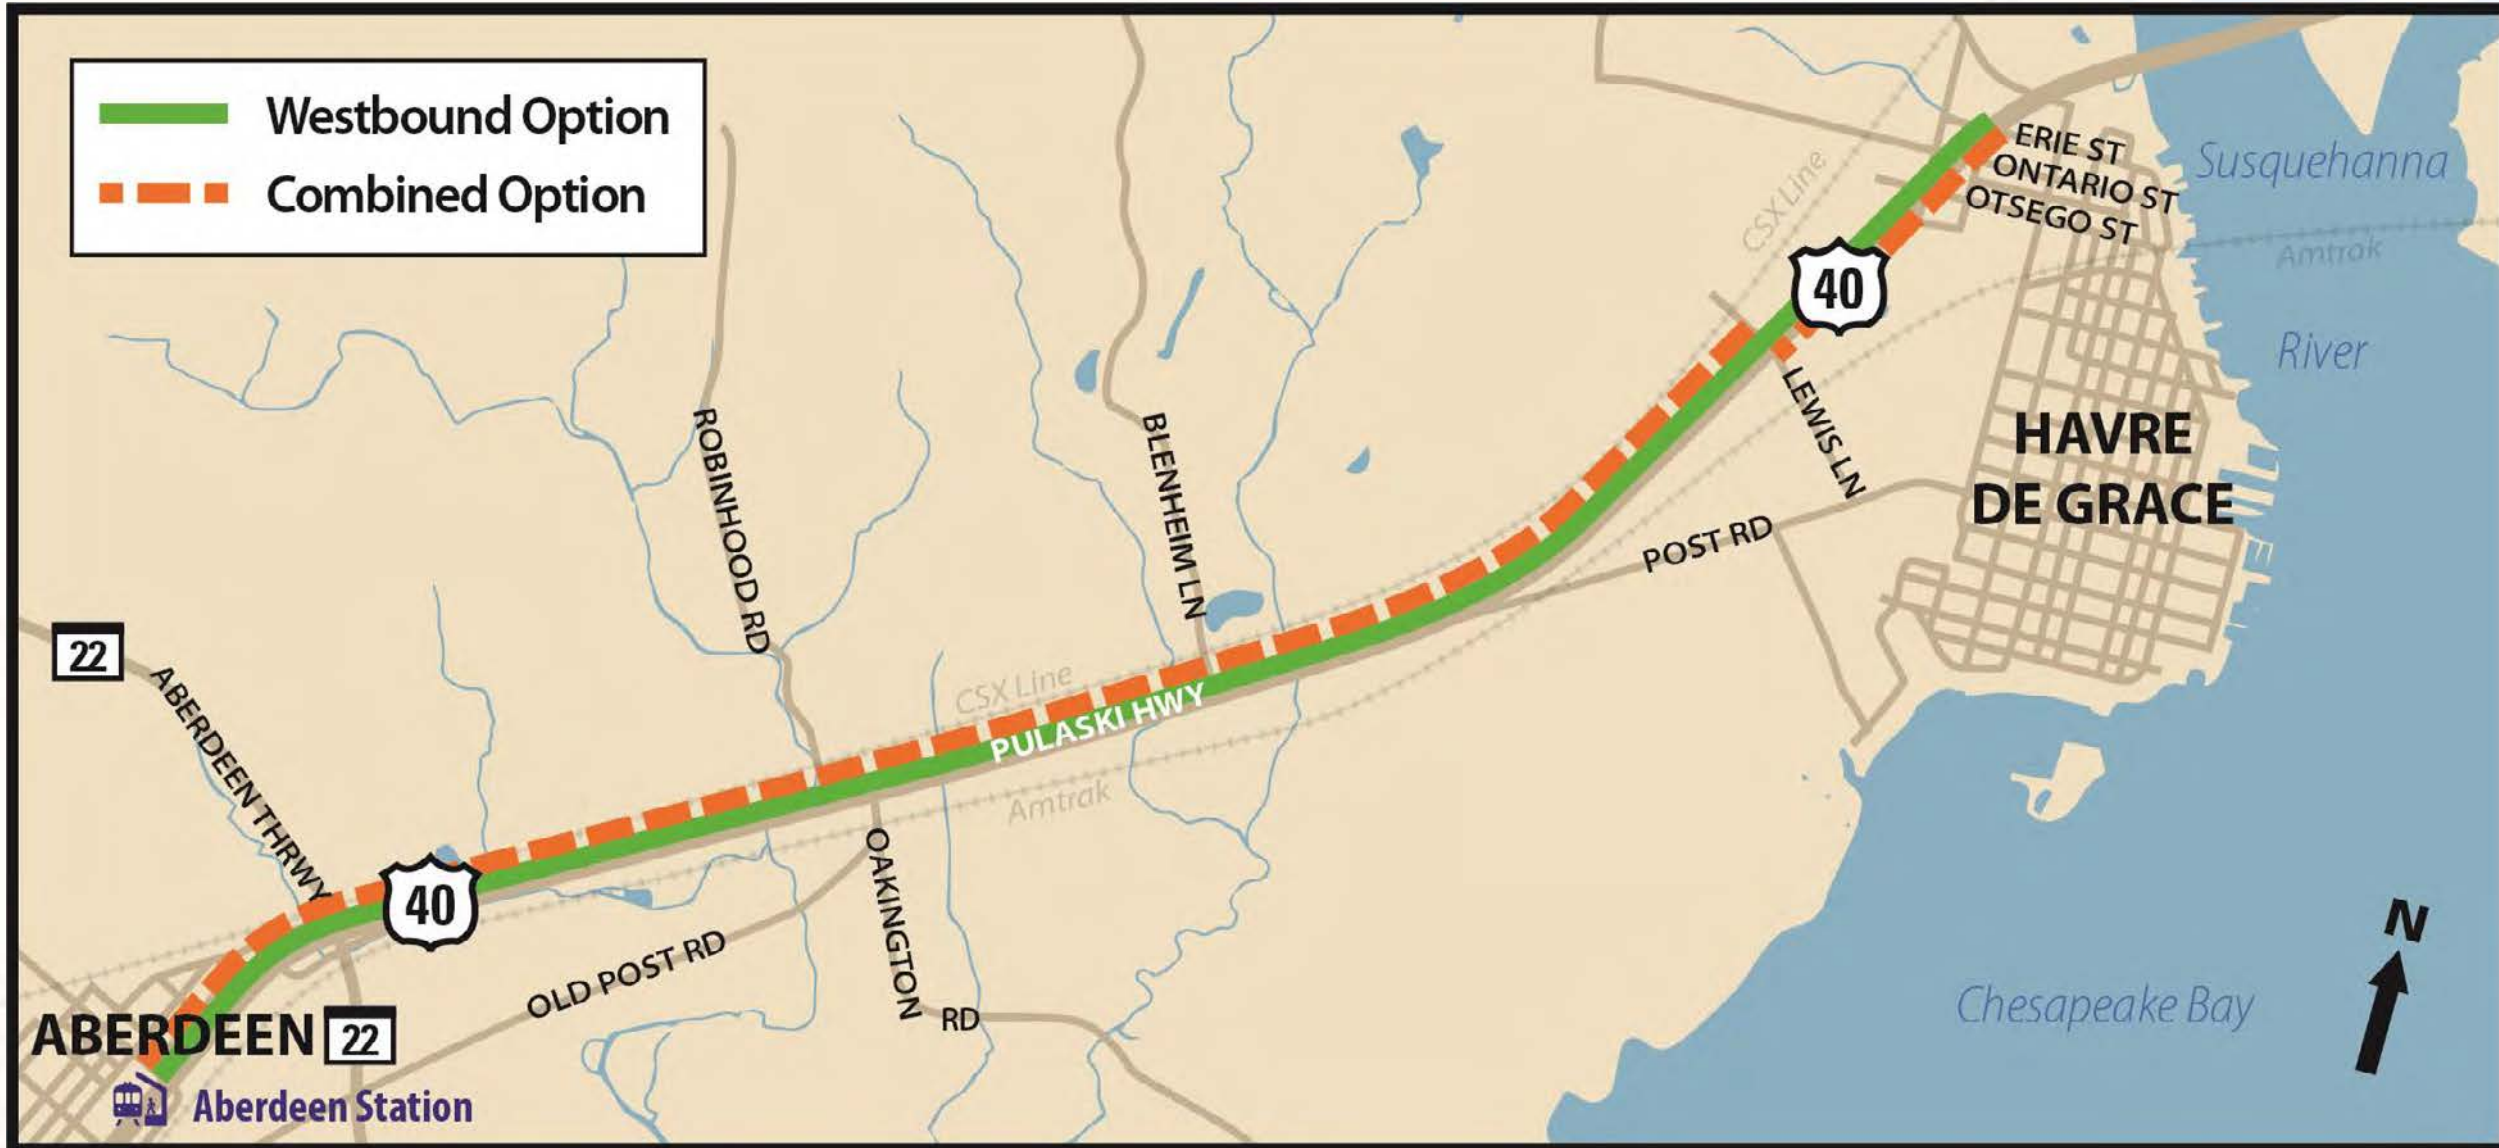 Westbound Option
Combined Option
ERIE ST
ONTARIO ST
OTSEGO ST
Susquehanna
River
Amtrak
CSX Line
40
LEWIS LN
HAVRE
DE GRACE
POST RD
ROBINHOOD RD
BLENHEIM LN
22
ABERDEEN THRWY
CSX Line
PULASKI HWY
Amtrak
40
OAKINGTON
RD
OLD POST RD
ABERDEEN
22
Aberdeen Station
N
Chesapeake Bay